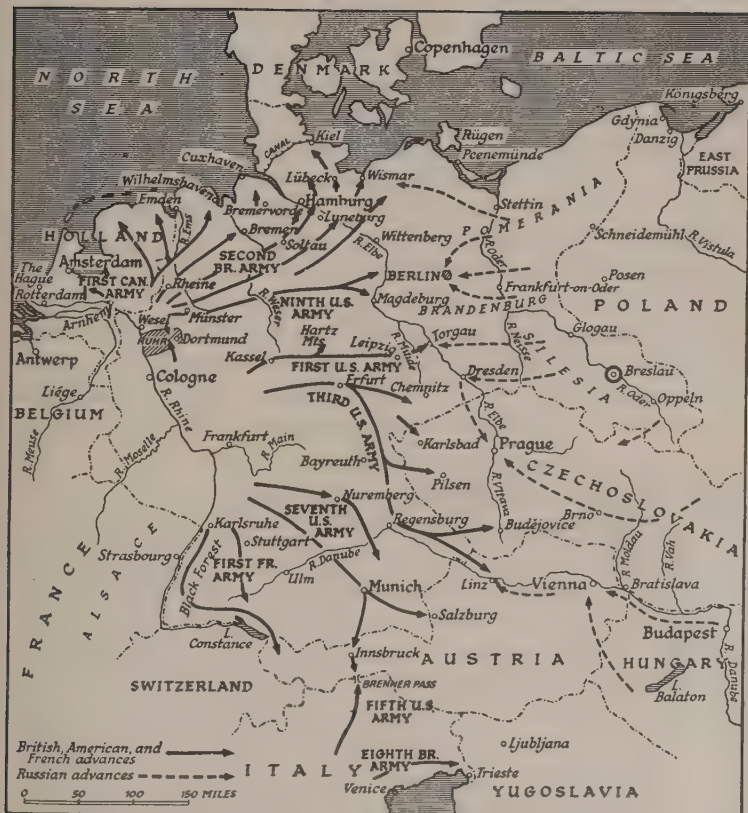 Copenhagen
BALTIC SEA
NORTH
SEA
DENMARK
Königsberg
Gdynia
Danzig
EAST
PRUSSIA
Kiel
CANAL
Rügen
Peenemünde
Cuxhaven
Lübeck
Wismar
Wilhelmshaven
Emden
Hamburg
Stettin
POMERANIA
Bremervorde
Luneburg
R. Ems
HOLLAND
Bremen
Soltau
Wittenberg
R. Elbe
R. Oder
Schneidemühl
R. Vistula
Amsterdam
SECOND
BR. ARMY
The
Hague
FIRST CAN.
ARMY
Rheine
BERLIN
Posen
Rotterdam
NINTH U.S.
ARMY
Magdeburg
Frankfurt-on-Oder
BRANDENBURG
POLAND
Arnhem
Wesel
Münster
R. Weser
RUHR
Dortmund
Hartz
Mts.
Leipzig
R. Mulde
Torgau
R. Neisse
Glogau
SILESIA
Antwerp
Kassel
FIRST U.S. ARMY
Cologne
Erfurt
Chemnitz
Dresden
Breslau
R. Oder
Oppeln
Liége
BELGIUM
THIRD
U.S.
ARMY
R. Rhine
R. Elbe
R. Meuse
R. Moselle
Frankfurt
R. Main
Karlsbad
Prague
Bayreuth
Pilsen
R. Vltava
CZECHOSLOVAKIA
Nuremberg
SEVENTH
U.S.
ARMY
Brno
R. Moldau
R. Vah
Karlsruhe
Regensburg
Budějovice
Stuttgart
Strasbourg
FIRST FR.
ARMY
R. Danube
FRANCE
ALSACE
Black Forest
Ulm
Linz
Vienna
Bratislava
Munich
Salzburg
L.
Constance
Budapest
Innsbruck
AUSTRIA
HUNGARY
R. Danube
SWITZERLAND
BRENNER PASS
L.
Balaton
FIFTH U.S.
ARMY
British, American, and
French advances
EIGHTH BR.
ARMY
Ljubljana
Russian advances
ITALY
Trieste
0 50 100 150 MILES
Venice
YUGOSLAVIA